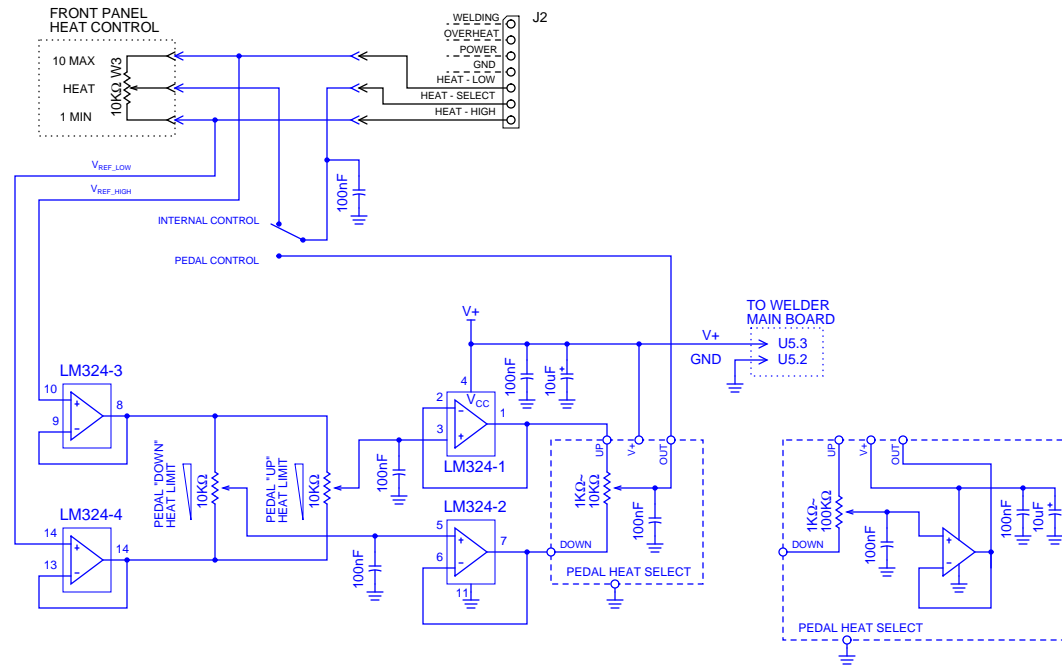 FRONT PANEL
HEAT CONTROL
10 MAX
HEAT
1 MIN
10KΩ W3
WELDING
OVERHEAT
POWER
GND
HEAT - LOW
HEAT - SELECT
HEAT - HIGH
J2
VREF_LOW
VREF_HIGH
100nF
INTERNAL CONTROL
PEDAL CONTROL
V+
TO WELDER
MAIN BOARD
V+
GND
U5.3
U5.2
100nF
10uF
+
LM324-3
10
9
8
+
−
LM324-4
14
13
14
+
−
PEDAL "DOWN"
HEAT LIMIT
10KΩ
PEDAL "UP"
HEAT LIMIT
10KΩ
100nF
100nF
4
VCC
2
3
1
−
+
LM324-1
LM324-2
5
6
7
11
+
−
UP
V+
OUT
1KΩ~
10KΩ
100nF
DOWN
PEDAL HEAT SELECT
UP
V+
OUT
1KΩ~
100KΩ
100nF
+
−
100nF
10uF
+
DOWN
PEDAL HEAT SELECT